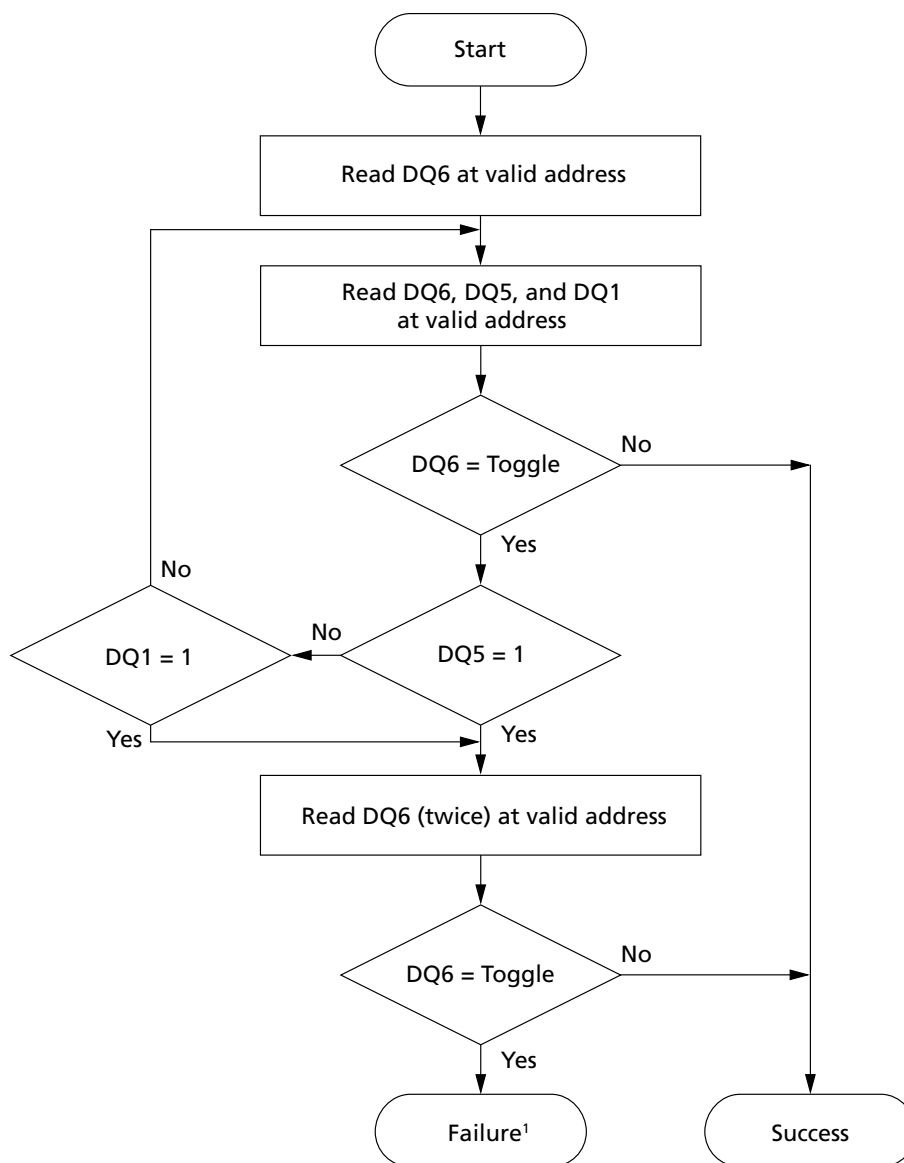 Start
Read DQ6 at valid address
Read DQ6, DQ5, and DQ1
at valid address
DQ6 = Toggle
No
Yes
No
DQ1 = 1
No
DQ5 = 1
Yes
Yes
Read DQ6 (twice) at valid address
DQ6 = Toggle
No
Yes
Failure¹
Success